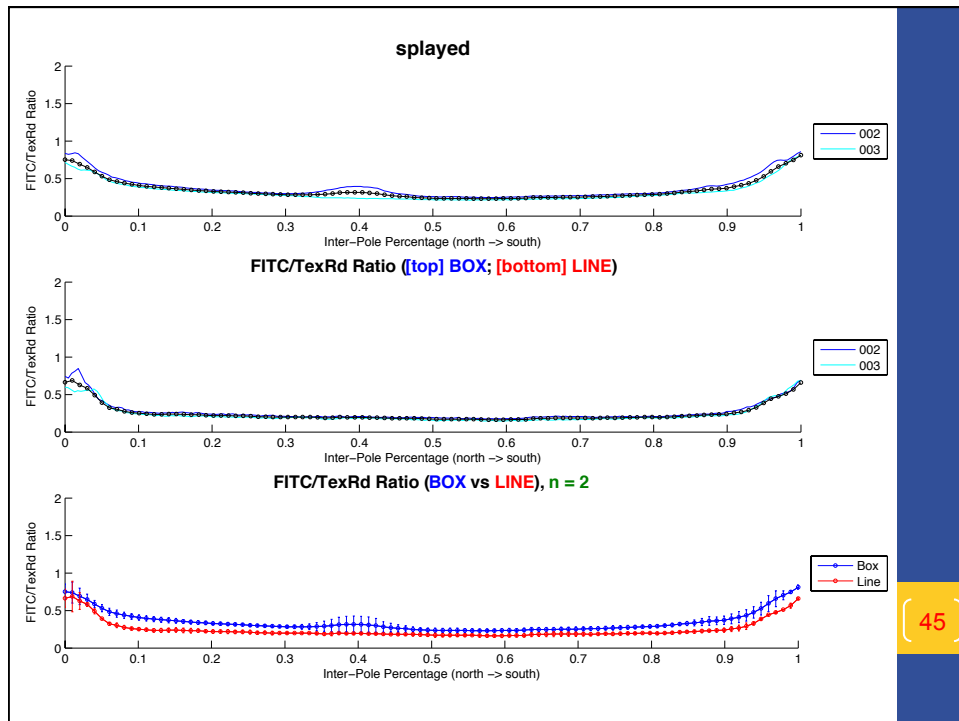 splayed
2
1.5
1
0.5
0
FITC/TexRd Ratio
0 0.1 0.2 0.3 0.4 0.5 0.6 0.7 0.8 0.9 1
Inter-Pole Percentage (north -> south)
002
003
FITC/TexRd Ratio ([top] BOX; [bottom] LINE)
2
1.5
1
0.5
0
FITC/TexRd Ratio
0 0.1 0.2 0.3 0.4 0.5 0.6 0.7 0.8 0.9 1
Inter-Pole Percentage (north -> south)
002
003
FITC/TexRd Ratio (BOX vs LINE), n = 2
2
1.5
1
0.5
0
FITC/TexRd Ratio
0 0.1 0.2 0.3 0.4 0.5 0.6 0.7 0.8 0.9 1
Inter-Pole Percentage (north -> south)
Box
Line
45